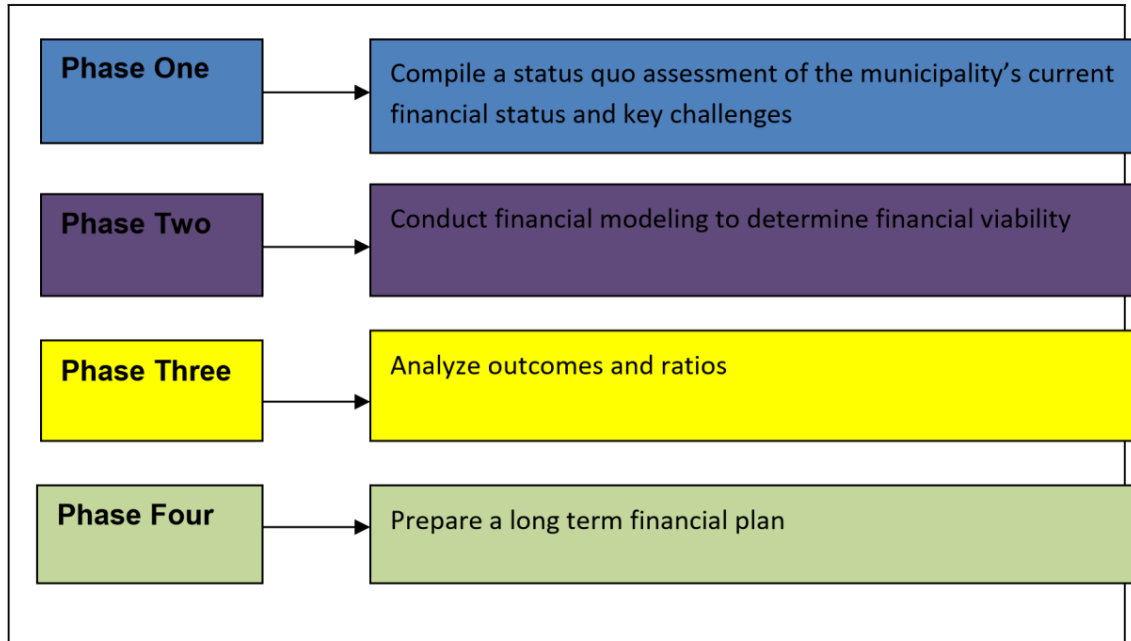 Phase One
Compile a status quo assessment of the municipality’s current
financial status and key challenges
Phase Two
Conduct financial modeling to determine financial viability
Phase Three
Analyze outcomes and ratios
Phase Four
Prepare a long term financial plan